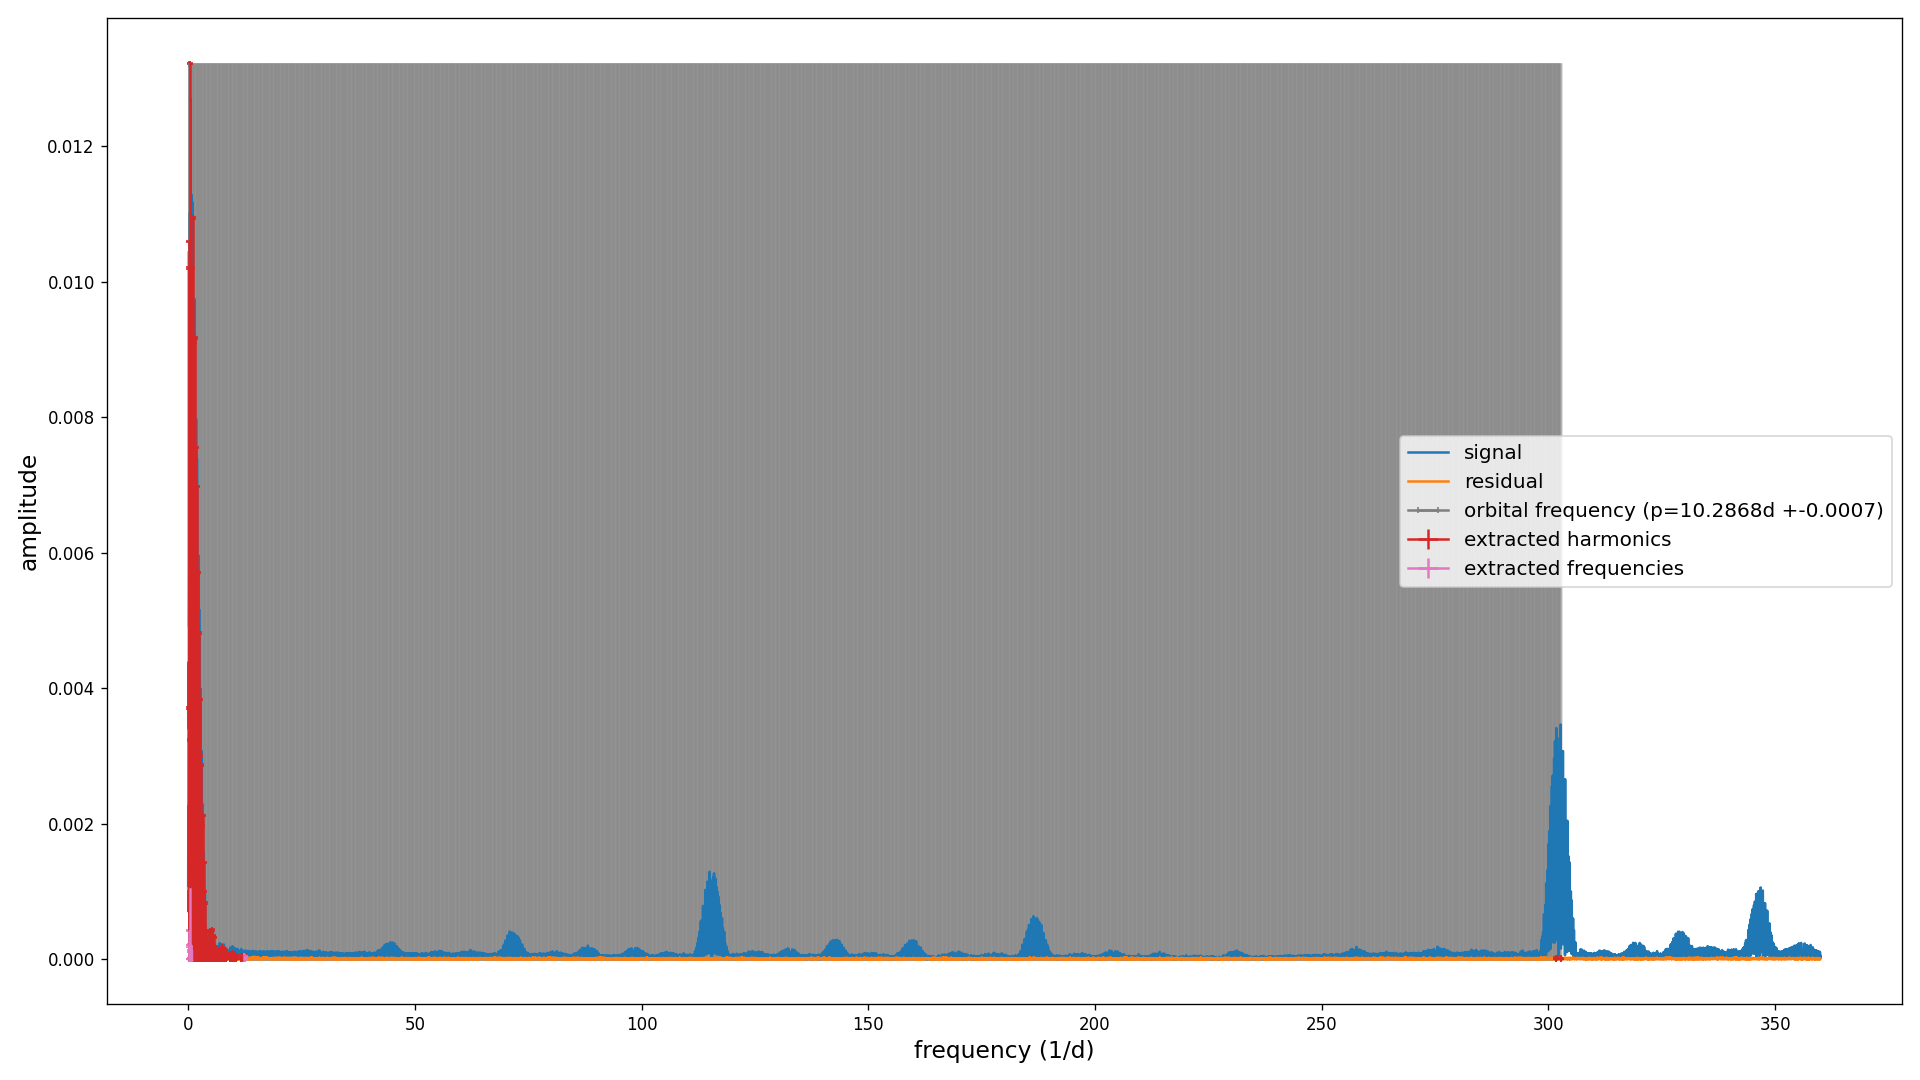 0.012
0.010
0.008
0.006
0.004
0.002
0.000
amplitude
0
50
100
150
200
250
300
350
frequency (1/d)
signal
residual
orbital frequency (p=10.2868d +-0.0007)
extracted harmonics
extracted frequencies